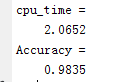 cpu_time =
2.0652
Accuracy =
0.9835